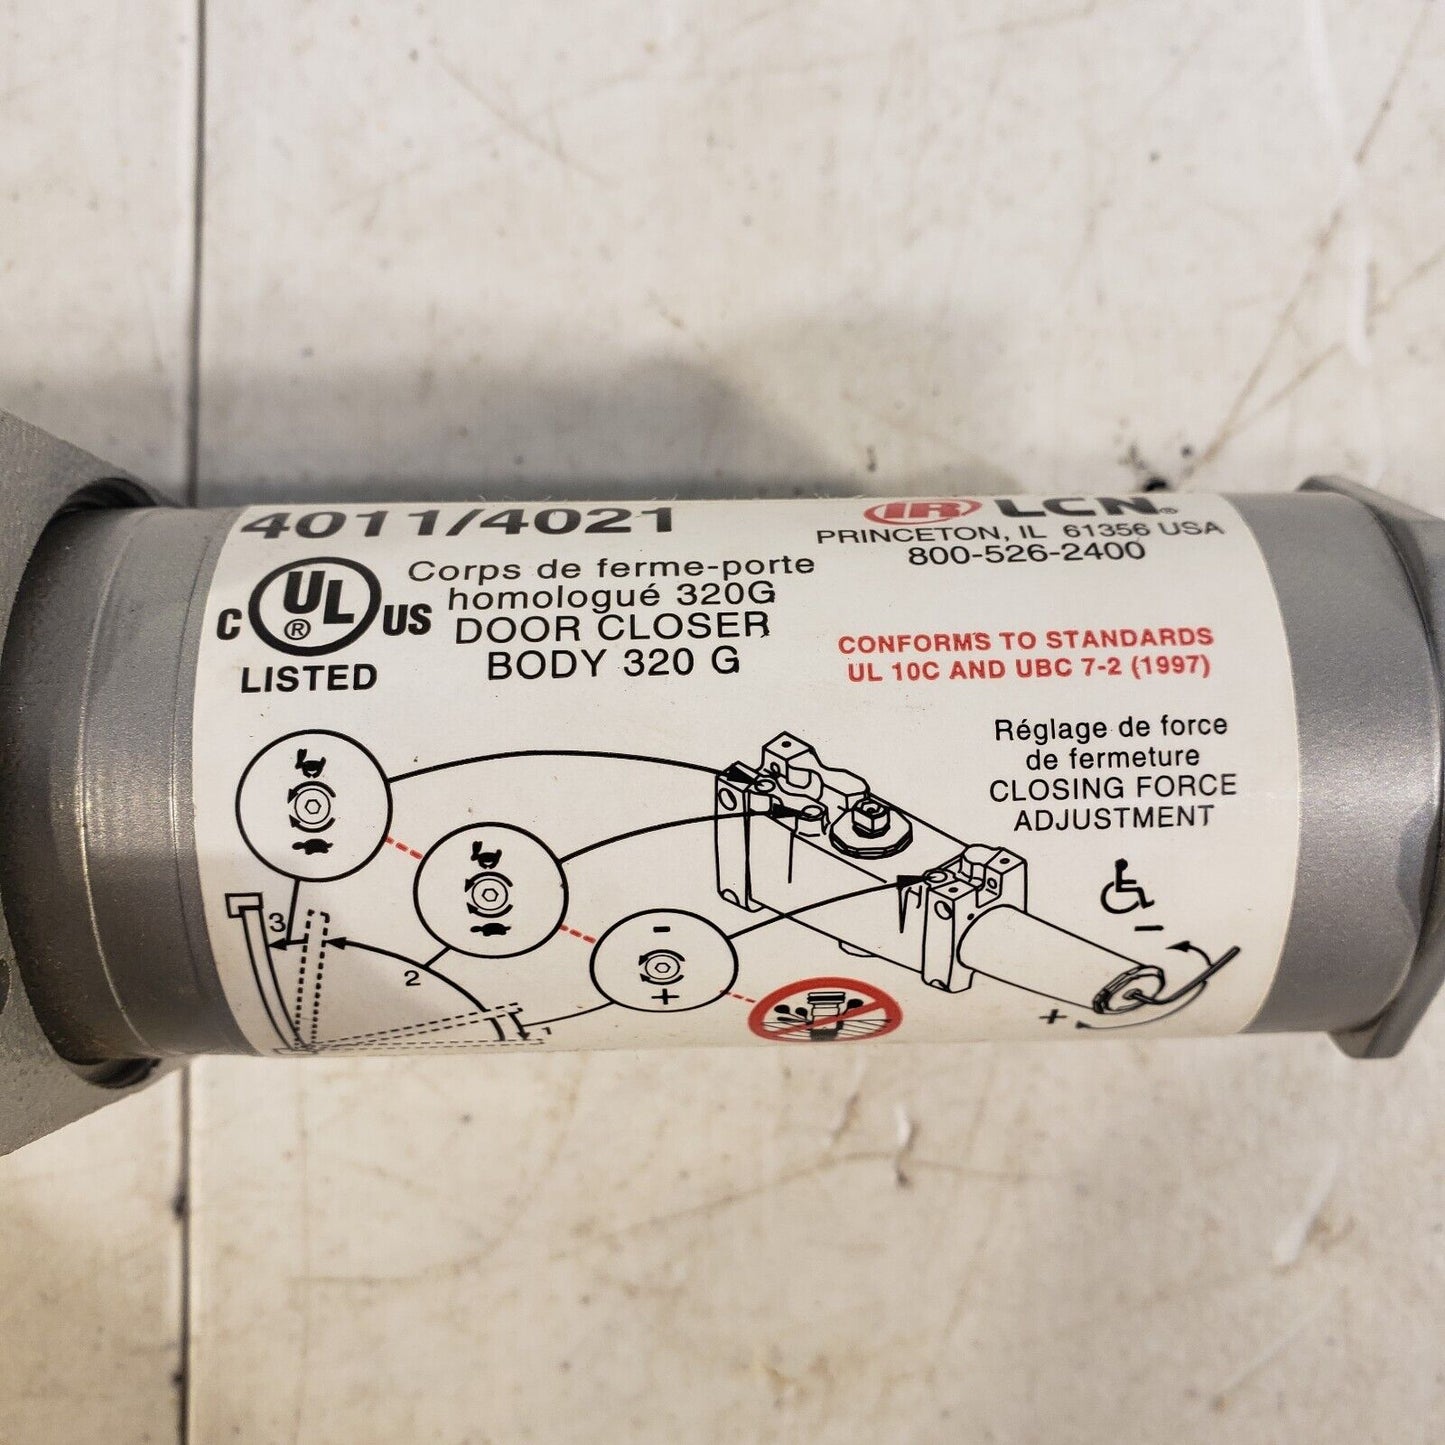 4011/4021
C UL® US
LISTED
Corps de ferme-porte
homologué 320G
DOOR CLOSER
BODY 320 G
IR LCN®
PRINCETON, IL 61356 USA
800-526-2400
CONFORMS TO STANDARDS
UL 10C AND UBC 7-2 (1997)
Réglage de force
de fermeture
CLOSING FORCE
ADJUSTMENT
3
2
1
-
+
-
+